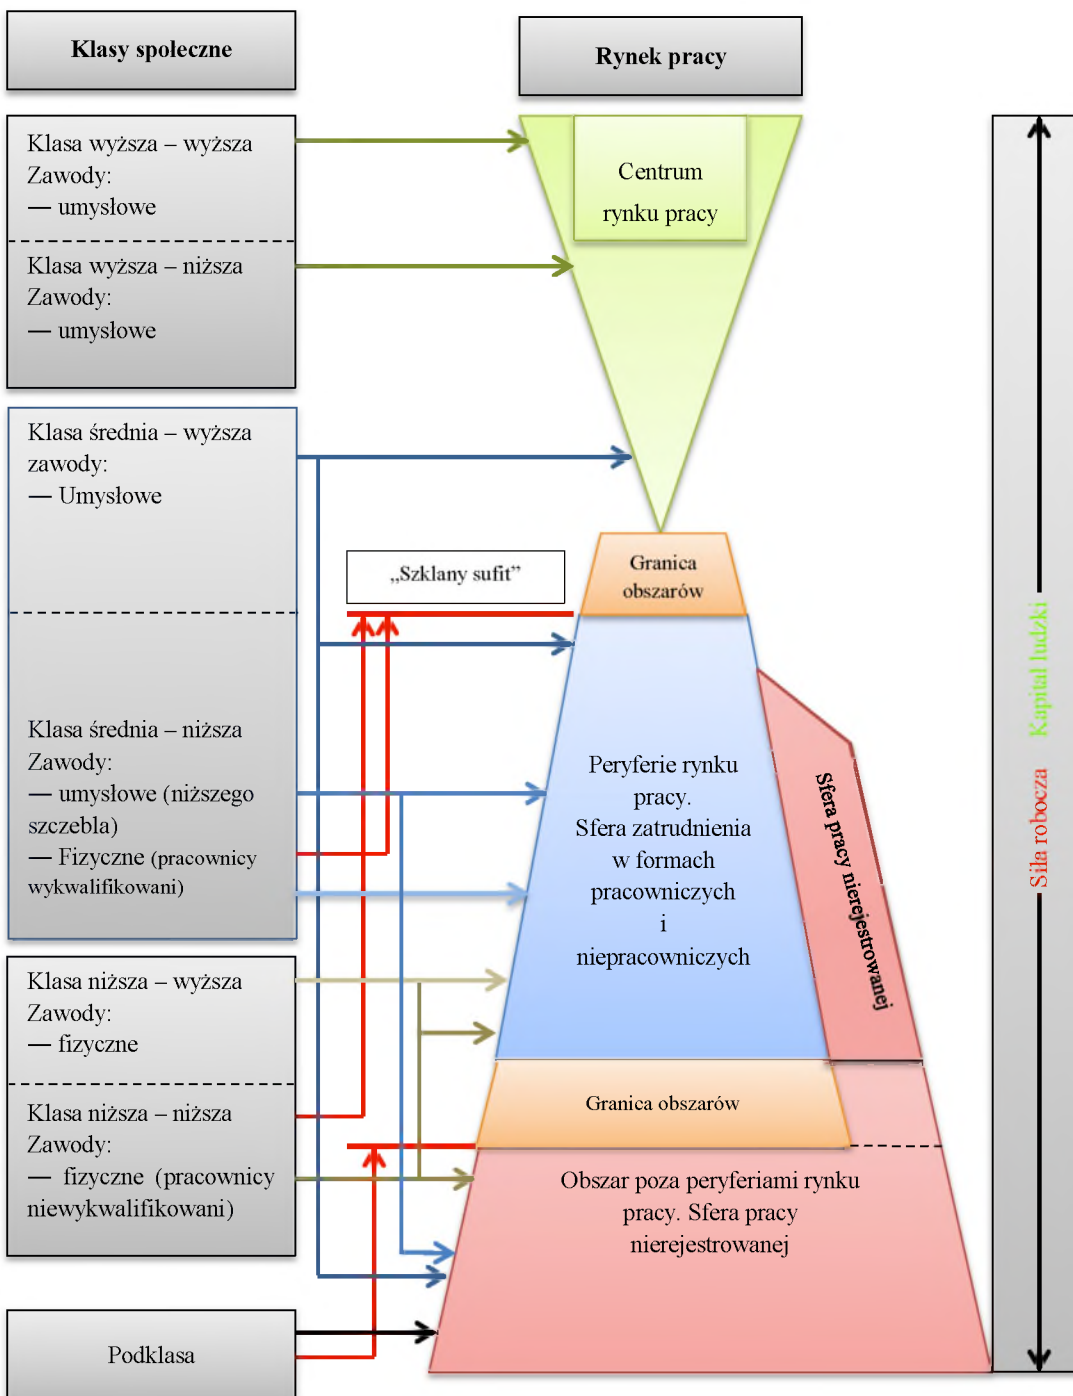 Klasy społeczne
Rynek pracy
Klasa wyższa – wyższa
Zawody:
— umysłowe
Klasa wyższa – niższa
Zawody:
— umysłowe
Centrum
rynku pracy
Klasa średnia – wyższa
zawody:
— Umysłowe
„Szklany sufit”
Granica
obszarów
Klasa średnia – niższa
Zawody:
— umysłowe (niższego
szczebla)
— Fizyczne (pracownicy
wykwalifikowani)
Peryferie rynku
pracy.
Sfera zatrudnienia
w formach
pracowniczych
i
niepracowniczych
Sfera pracy nierejestrowanej
Kapitał ludzki
Siła robocza
Klasa niższa – wyższa
Zawody:
— fizyczne
Klasa niższa – niższa
Zawody:
— fizyczne (pracownicy
niewykwalifikowani)
Granica obszarów
Obszar poza peryferiami rynku
pracy. Sfera pracy
nierejestrowanej
Podklasa